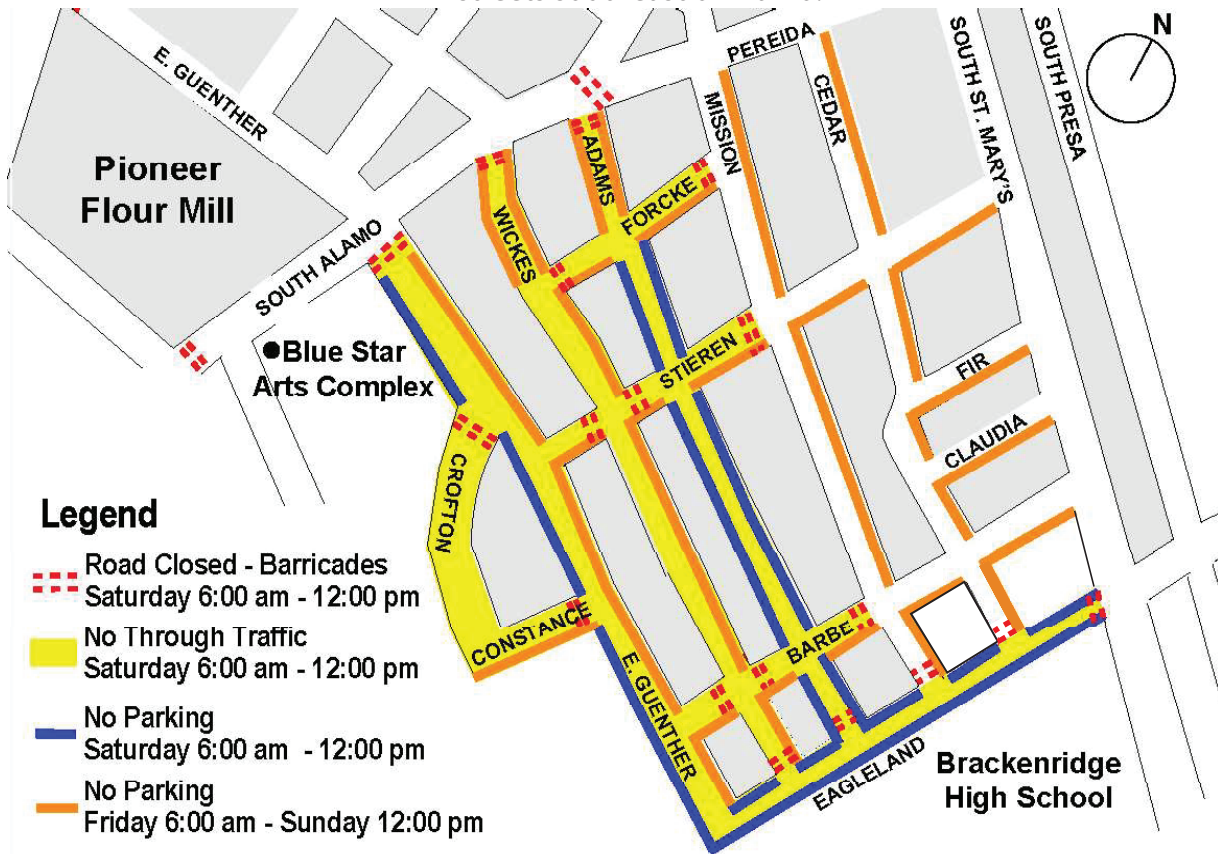 PEREIDA
N
E. GUENTHER
SOUTH ST. MARY'S
SOUTH PRESA
MISSION
CEDAR
ADAMS
Pioneer
Flour Mill
FORCKE
WICKES
SOUTH ALAMO
Blue Star
Arts Complex
STIEREN
FIR
CLAUDIA
CROFTON
Legend
Road Closed - Barricades
Saturday 6:00 am - 12:00 pm
No Through Traffic
Saturday 6:00 am - 12:00 pm
No Parking
Saturday 6:00 am - 12:00 pm
No Parking
Friday 6:00 am - Sunday 12:00 pm
CONSTANCE
E. GUENTHER
BARBE
EAGLELAND
Brackenridge
High School